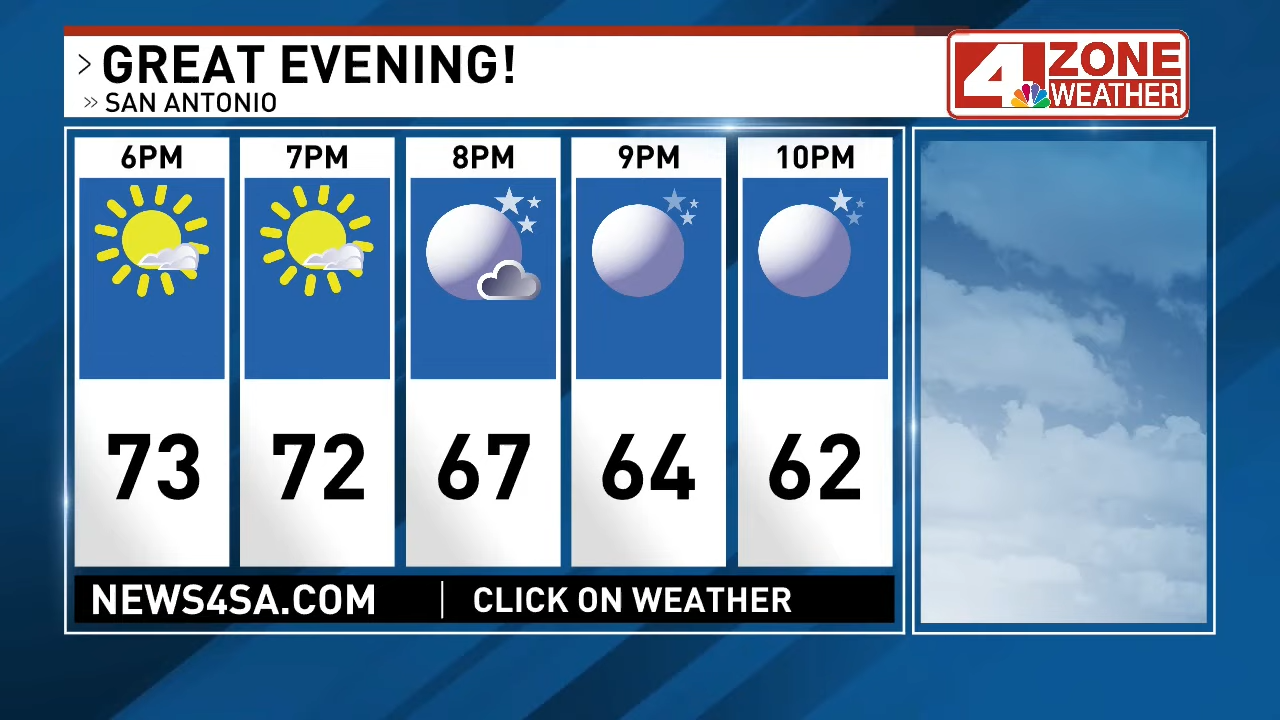 > GREAT EVENING!
» SAN ANTONIO
4 ZONE
WEATHER
6PM 7PM 8PM 9PM 10PM
73 72 67 64 62
NEWS4SA.COM | CLICK ON WEATHER